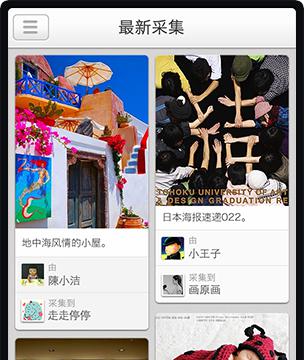 最新采集
地中海风情的小屋。
由
陳小洁
采集到
走走停停
结
TOHOKU UNIVERSITY OF ART
& DESIGN GRADUATION RE
日本海报速递022。
由
小王子
采集到
画原画